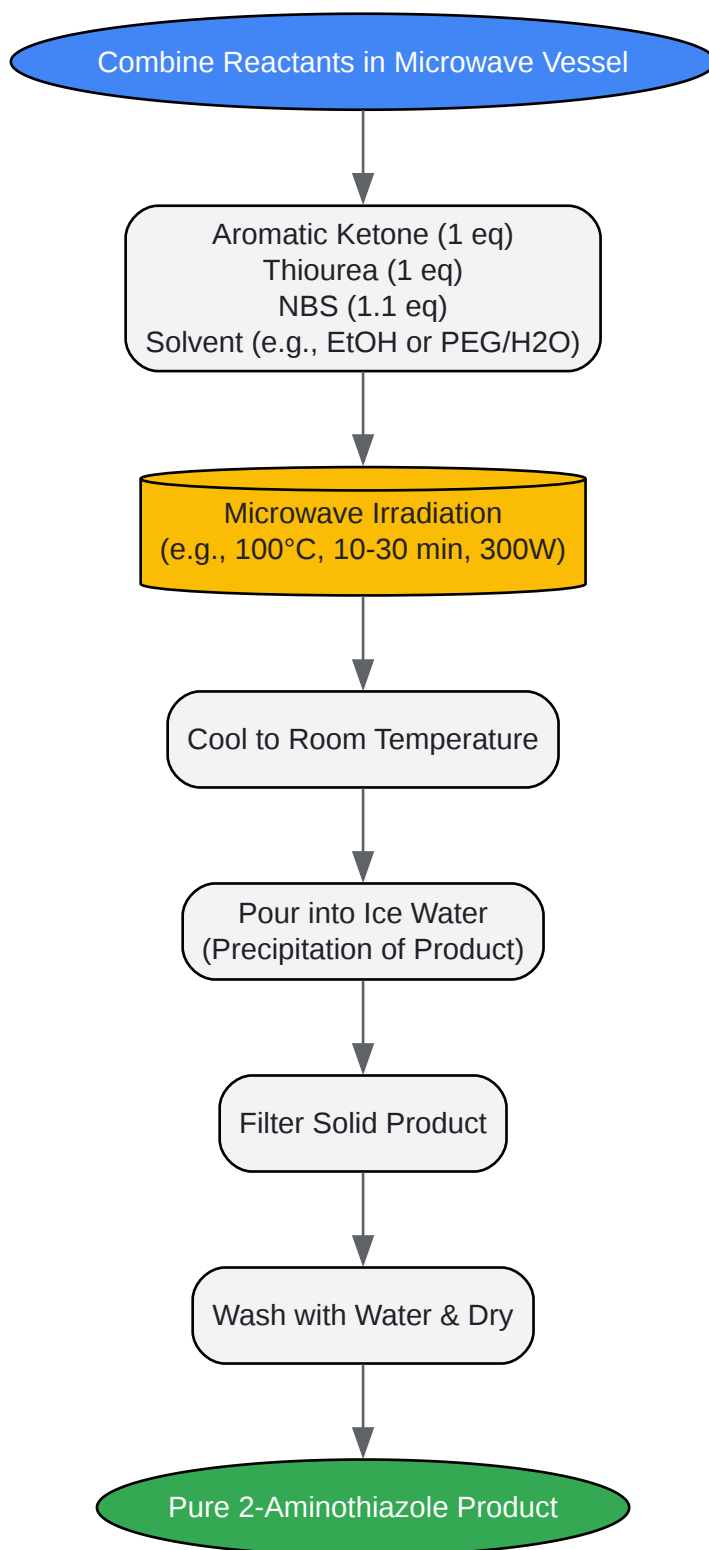 Combine Reactants in Microwave Vessel
Aromatic Ketone (1 eq)
Thiourea (1 eq)
NBS (1.1 eq)
Solvent (e.g., EtOH or PEG/H2O)
Microwave Irradiation
(e.g., 100°C, 10-30 min, 300W)
Cool to Room Temperature
Pour into Ice Water
(Precipitation of Product)
Filter Solid Product
Wash with Water & Dry
Pure 2-Aminothiazole Product